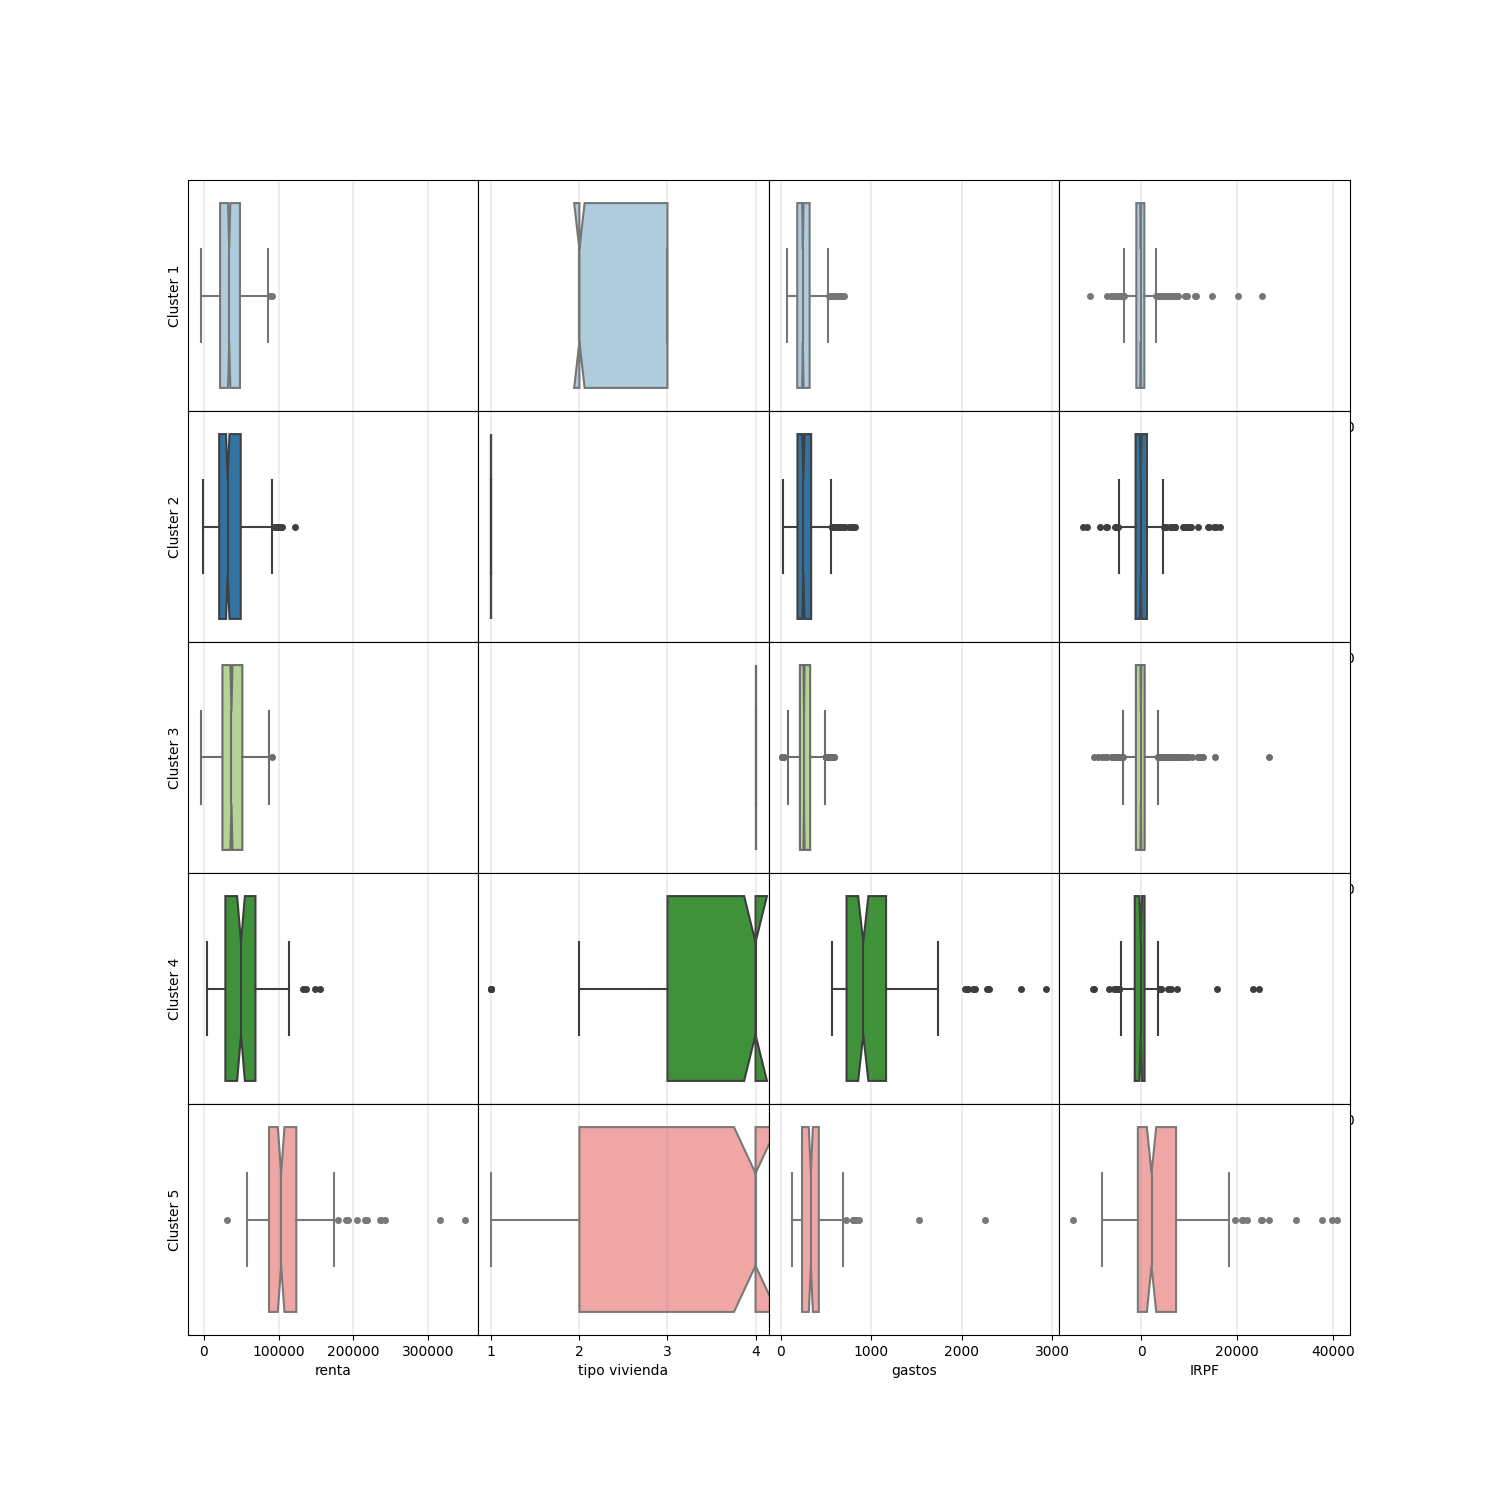 Cluster 1
Cluster 2
Cluster 3
Cluster 4
Cluster 5
0 100000 200000 300000 1 2 3 4 0 1000 2000 3000 0 20000 40000
renta tipo vivienda gastos IRPF